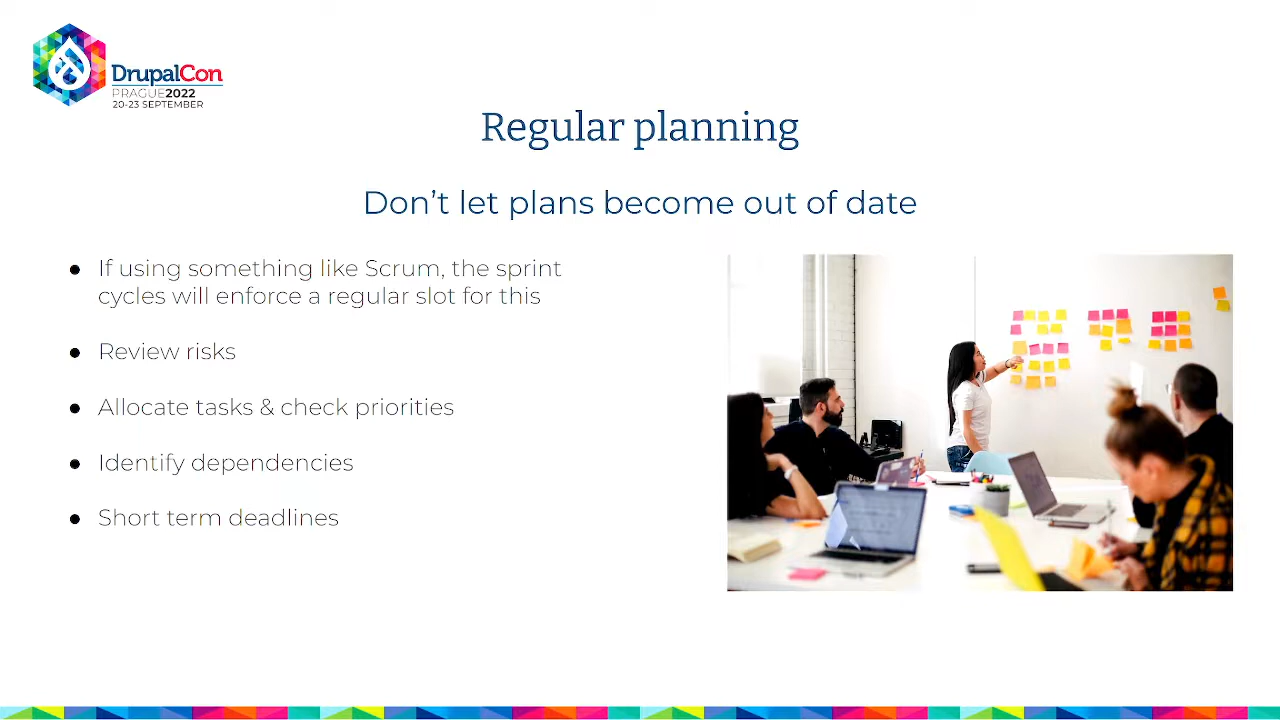 DrupalCon
PRAGUE2022
20-23 SEPTEMBER
Regular planning
Don’t let plans become out of date
● If using something like Scrum, the sprint
cycles will enforce a regular slot for this
● Review risks
● Allocate tasks & check priorities
● Identify dependencies
● Short term deadlines